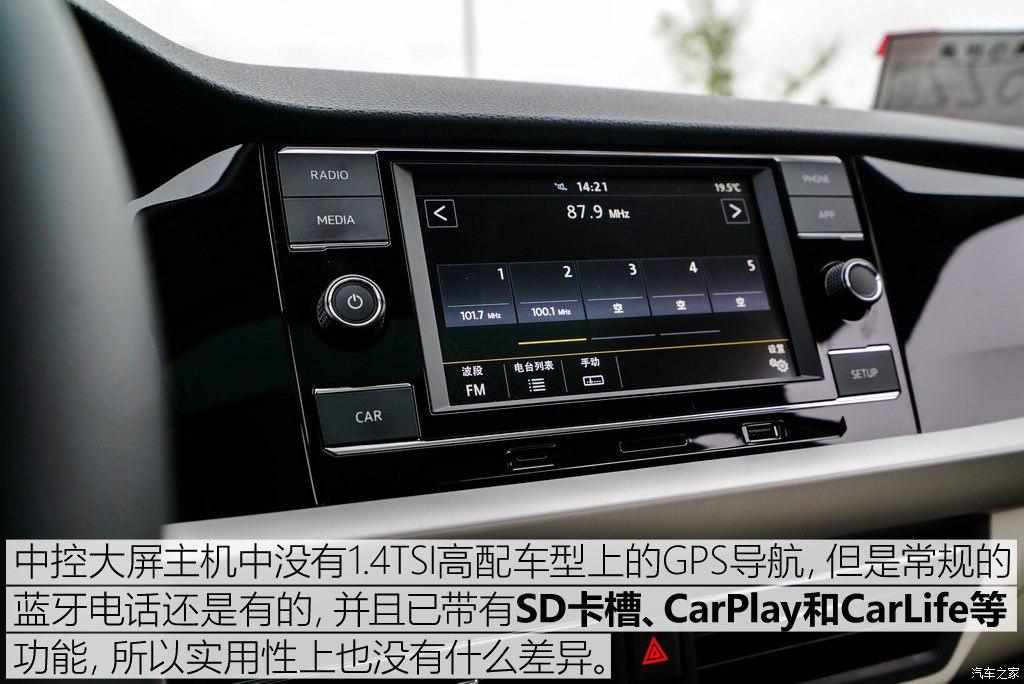 RADIO
MEDIA
PHONE
APP
14:21
19.5℃
87.9 MHz
<
>
1
2
3
4
5
101.7 MHz
100.1 MHz
空
空
空
波段
FM
电台列表
手动
设置
CAR
SETUP
中控大屏主机中没有1.4TSI高配车型上的GPS导航, 但是常规的
蓝牙电话还是有的, 并且已带有SD卡槽、CarPlay和CarLife等
功能, 所以实用性上也没有什么差异。
汽车之家